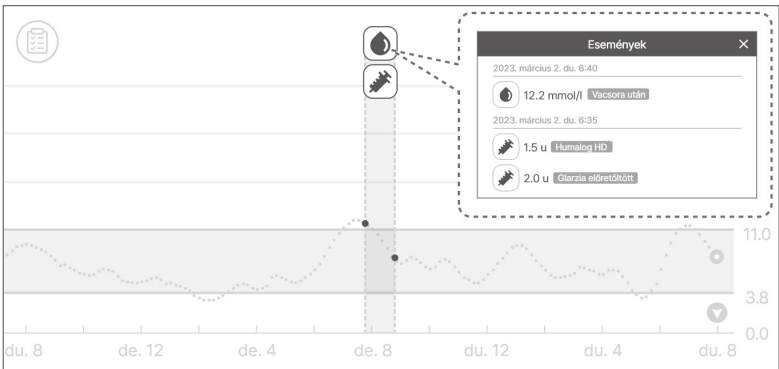 Események
2023. március 2. du. 6:40
12.2 mmol/l Vacsora után
2023. március 2. du. 6:35
1.5 u Humalog HD
2.0 u Glarzia előretöltött
11.0
3.8
0.0
du. 8 de. 12 de. 4 de. 8 du. 12 du. 4 du. 8